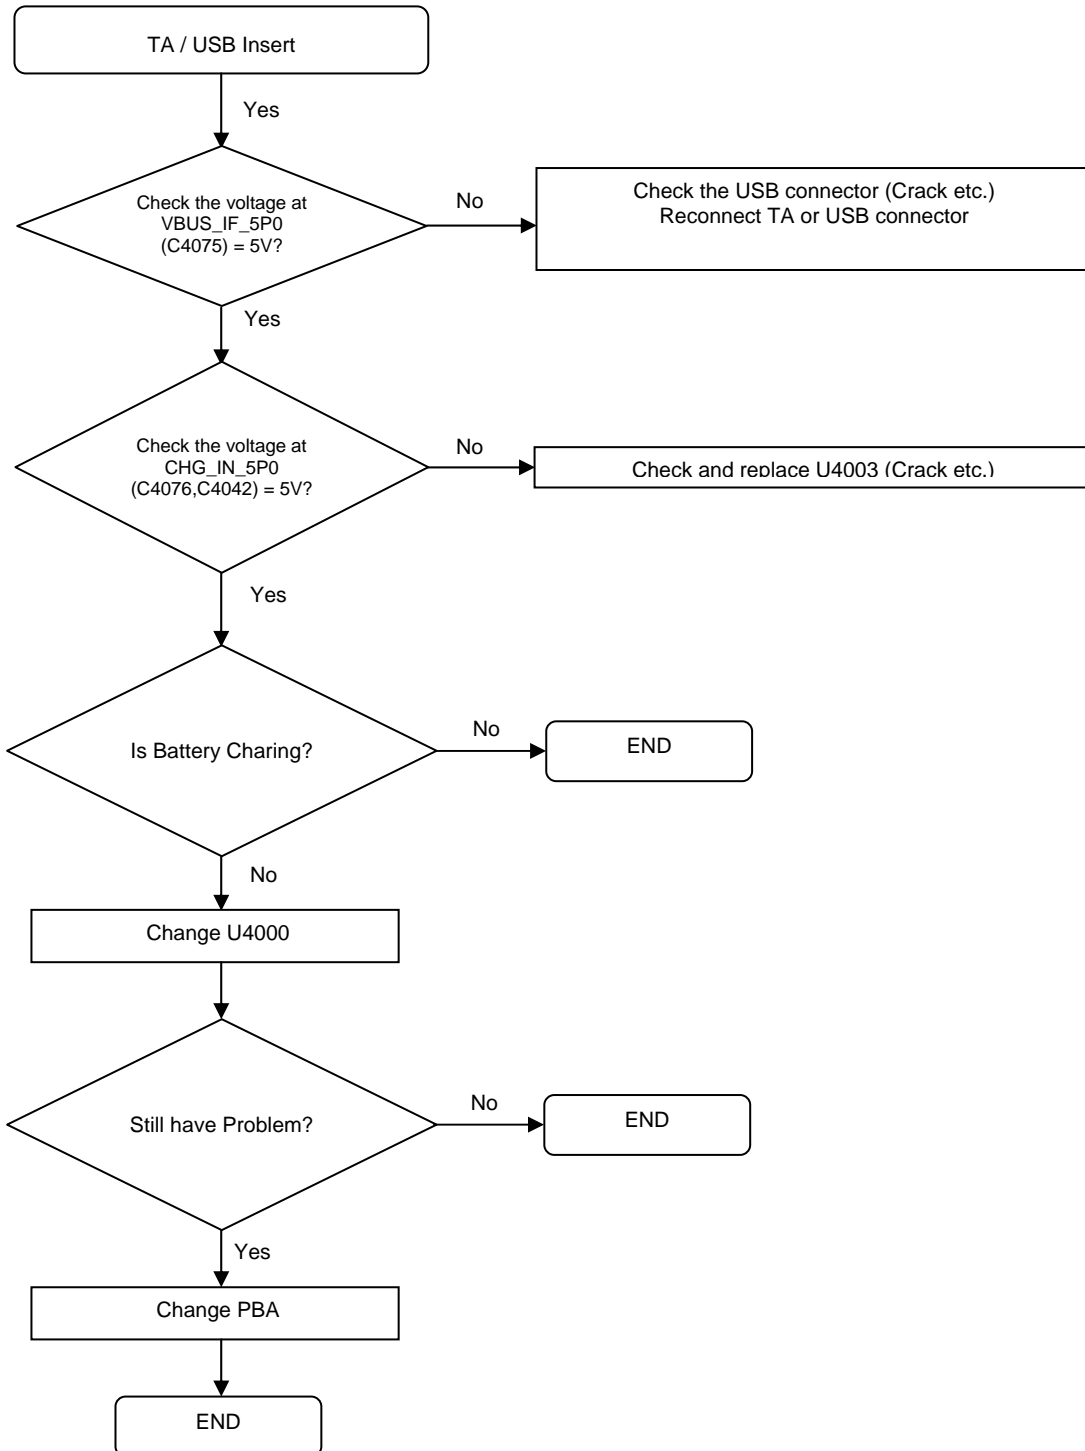 TA / USB Insert
Yes
Check the voltage at
VBUS_IF_5P0
(C4075) = 5V?
No
Check the USB connector (Crack etc.)
Reconnect TA or USB connector
Yes
Check the voltage at
CHG_IN_5P0
(C4076,C4042) = 5V?
No
Check and replace U4003 (Crack etc.)
Yes
Is Battery Charing?
No
END
No
Change U4000
Still have Problem?
No
END
Yes
Change PBA
END